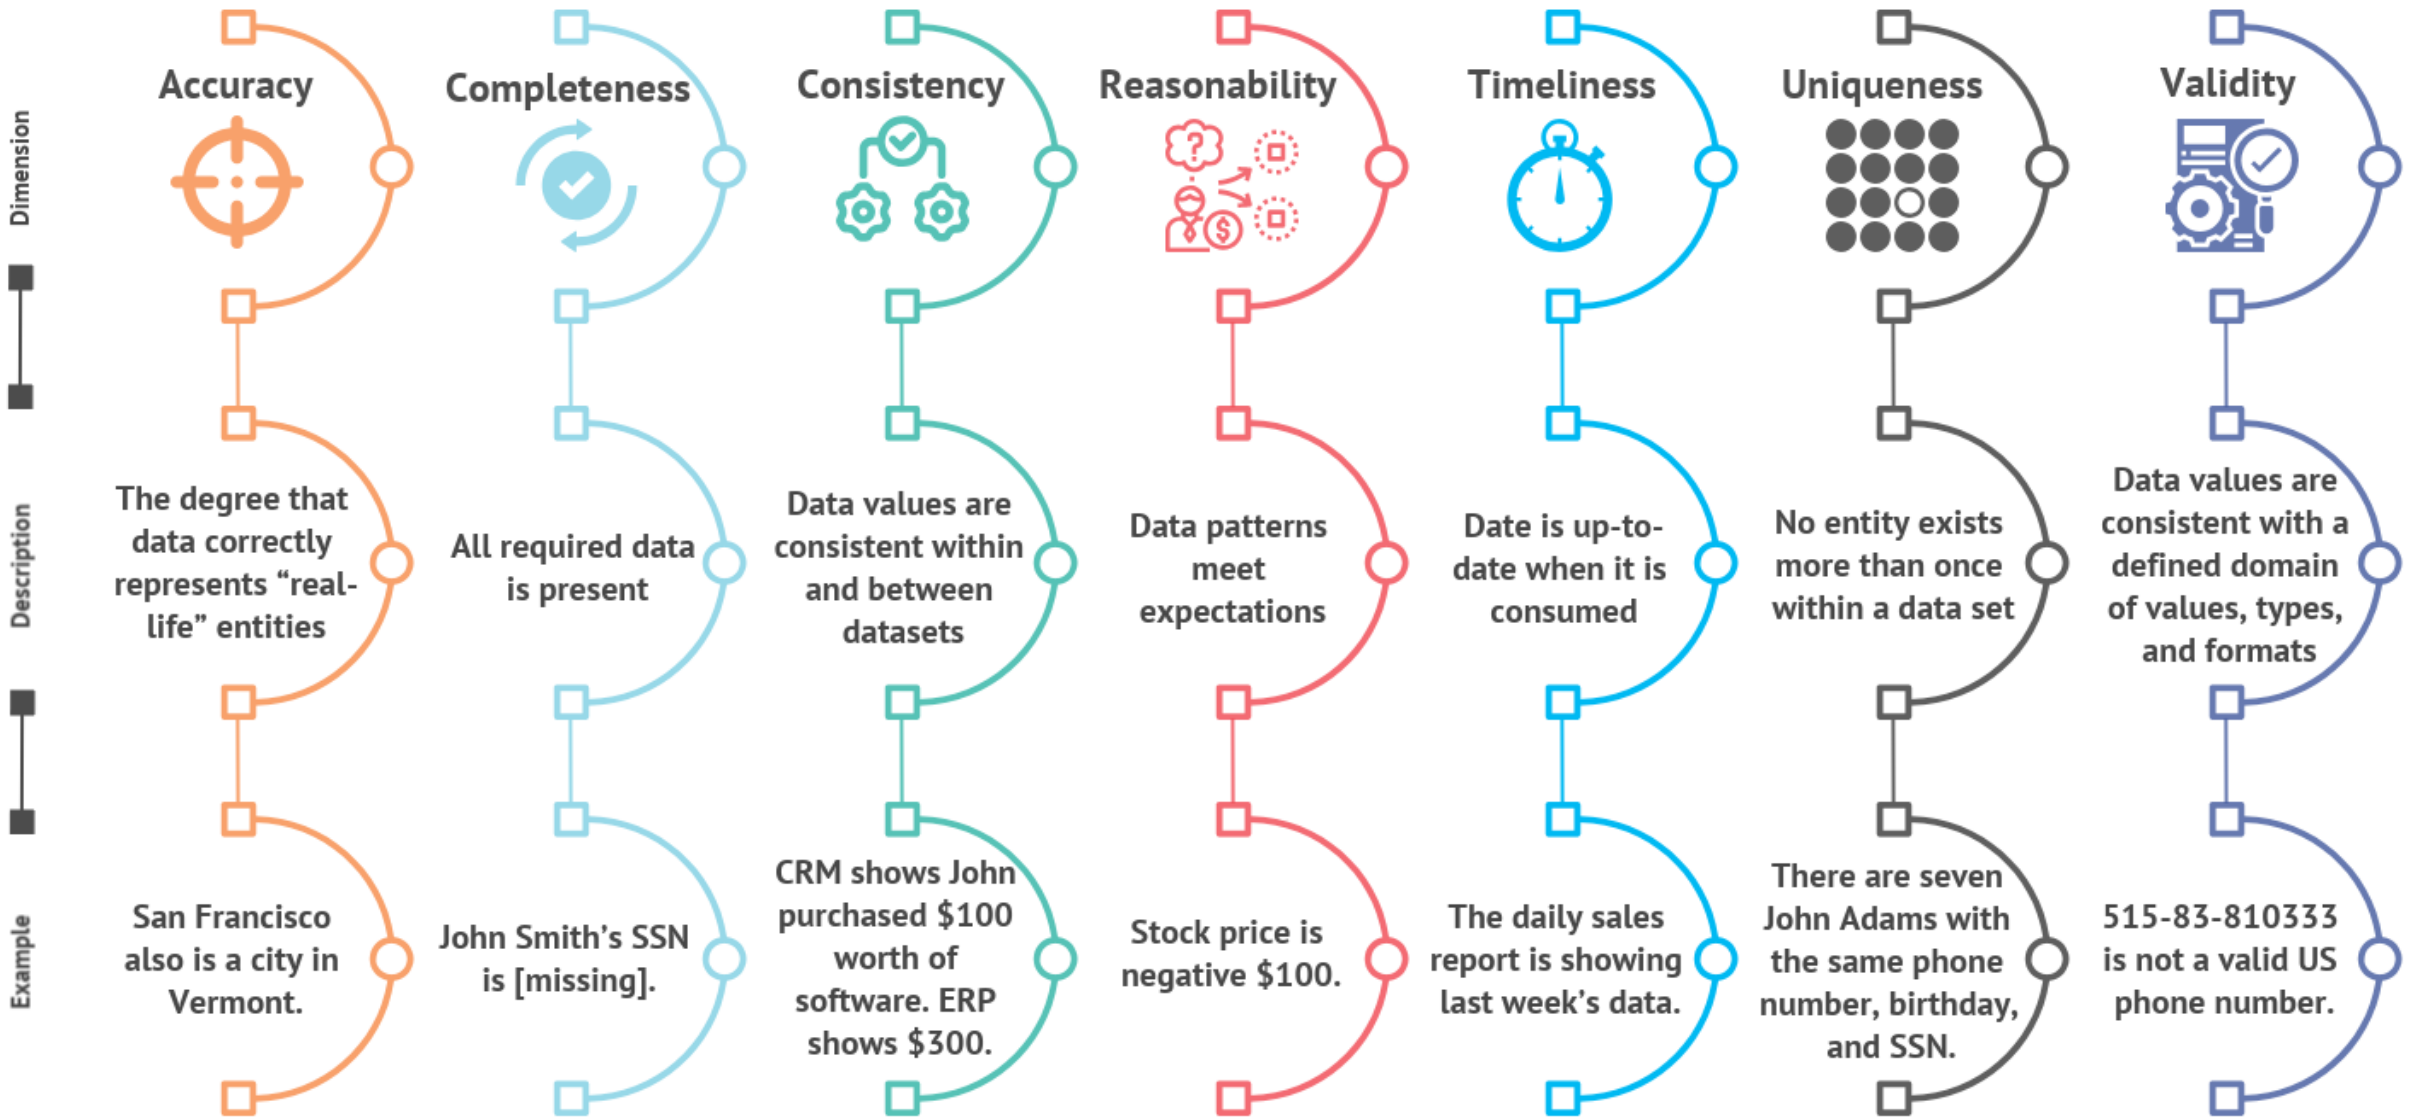 Dimension
Accuracy
Completeness
Consistency
Reasonability
Timeliness
Uniqueness
Validity
?
$
Description
The degree that
data correctly
represents “real-
life” entities
All required data
is present
Data values are
consistent within
and between
datasets
Data patterns
meet
expectations
Date is up-to-
date when it is
consumed
No entity exists
more than once
within a data set
Data values are
consistent with a
defined domain
of values, types,
and formats
Example
San Francisco
also is a city in
Vermont.
John Smith’s SSN
is [missing].
CRM shows John
purchased $100
worth of
software. ERP
shows $300.
Stock price is
negative $100.
The daily sales
report is showing
last week’s data.
There are seven
John Adams with
the same phone
number, birthday,
and SSN.
515-83-810333
is not a valid US
phone number.